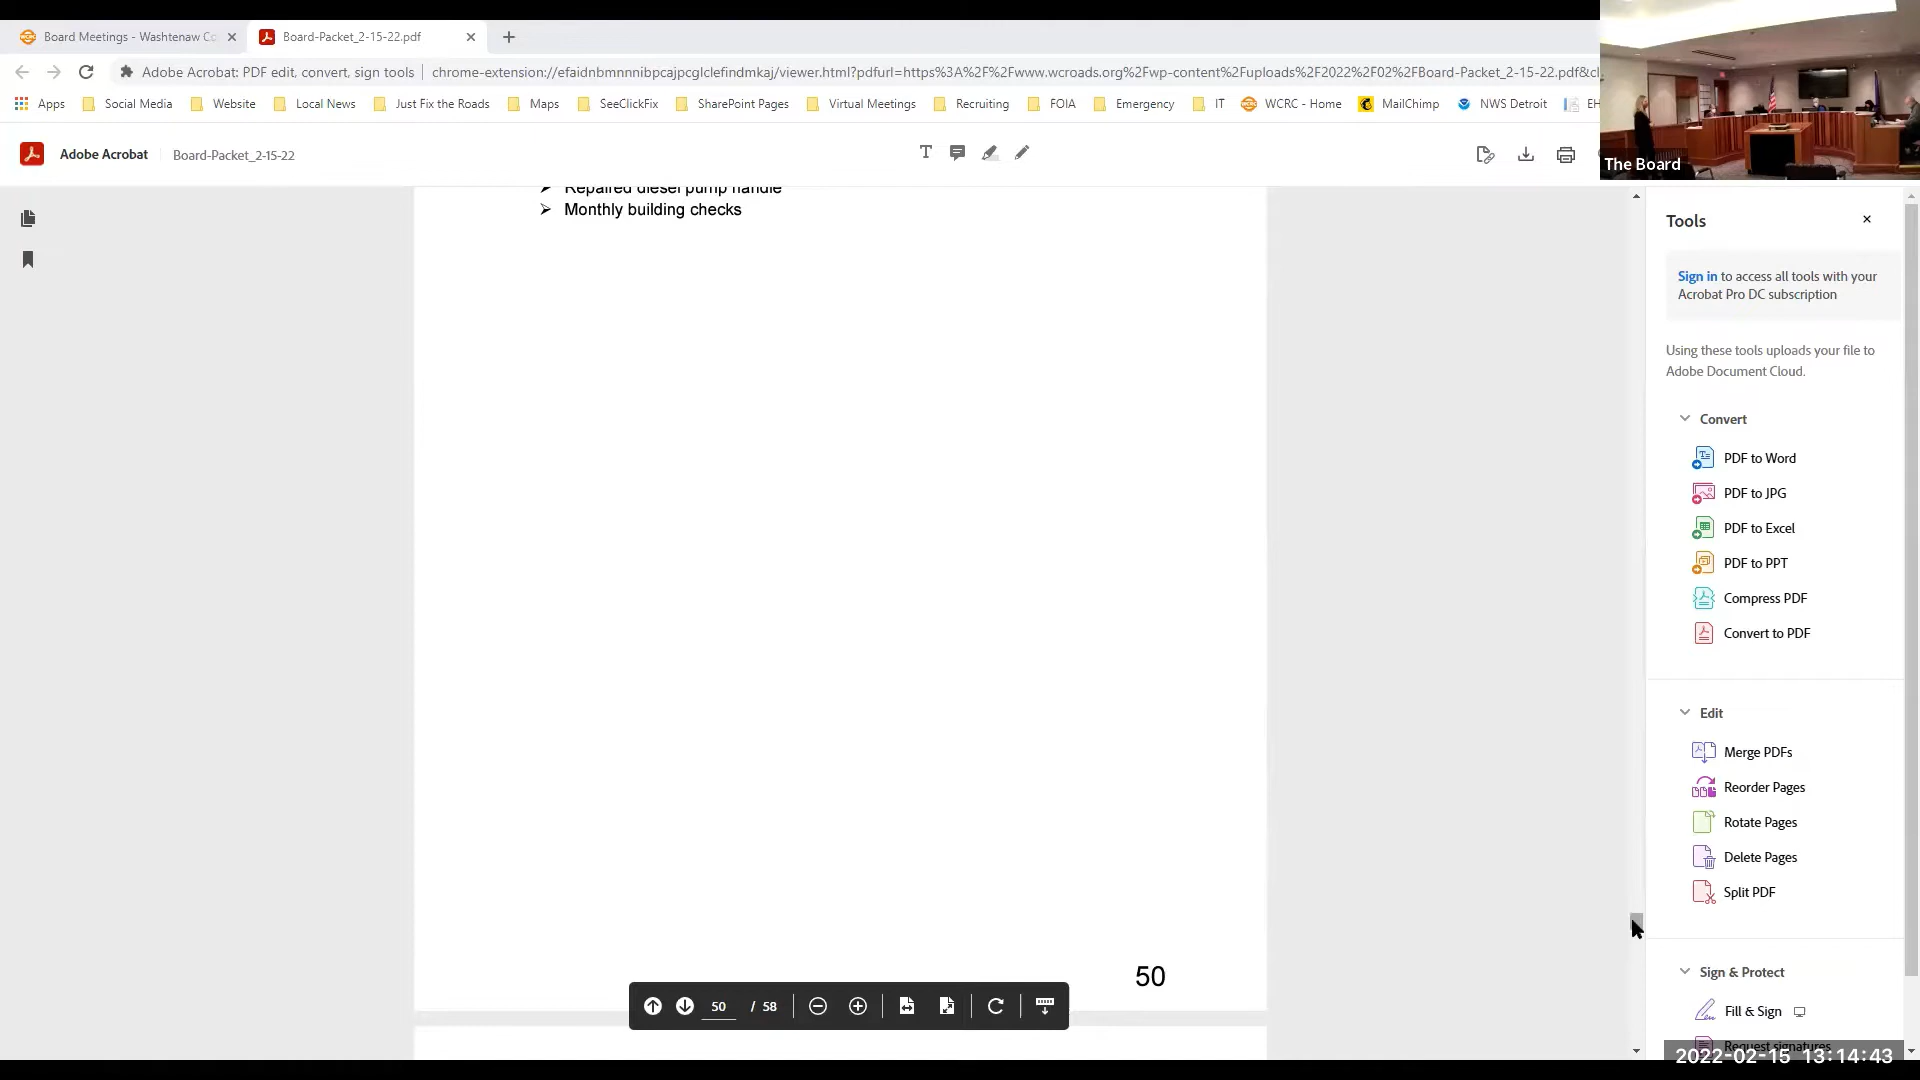 Board Meetings - Washtenaw Co
Board-Packet_2-15-22.pdf
Adobe Acrobat: PDF edit, convert, sign tools
chrome-extension://efaidnbmnnnibpcajpcglclefindmkaj/viewer.html?pdfurl=https%3A%2F%2Fwww.wcroads.org%2Fwp-content%2Fuploads%2F2022%2F02%2FBoard-Packet_2-15-22.pdf&cl
Apps Social Media Website Local News Just Fix the Roads Maps SeeClickFix SharePoint Pages Virtual Meetings Recruiting FOIA Emergency IT WCRC - Home MailChimp NWS Detroit EH
The Board
Adobe Acrobat Board-Packet_2-15-22
Repaired diesel pump handle
Monthly building checks
50
50 / 58
Tools
Sign in to access all tools with your
Acrobat Pro DC subscription
Using these tools uploads your file to
Adobe Document Cloud.
Convert
PDF to Word
PDF to JPG
PDF to Excel
PDF to PPT
Compress PDF
Convert to PDF
Edit
Merge PDFs
Reorder Pages
Rotate Pages
Delete Pages
Split PDF
Sign & Protect
Fill & Sign
Request signatures
2022-02-15 13:14:43